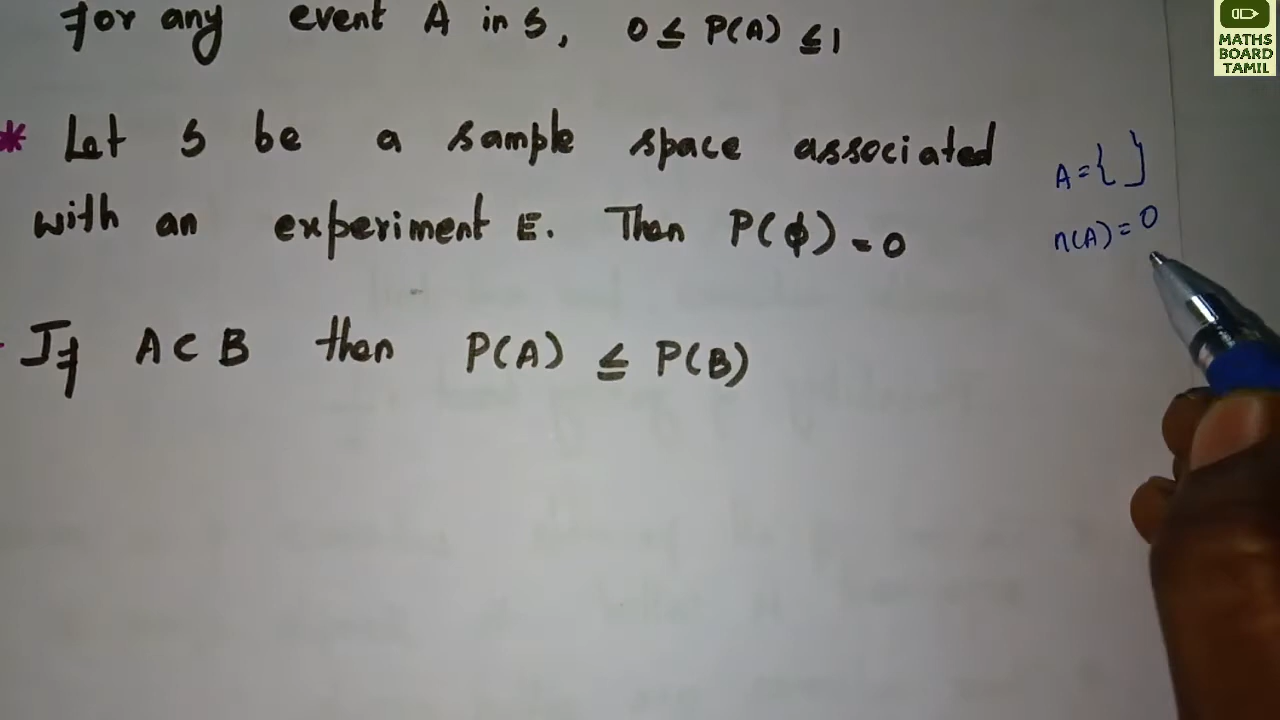 for any event A in S, 0 ≤ P(A) ≤ 1
MATHS
BOARD
TAMIL
* Let S be a sample space associated
A = { }
with an experiment E. Then P(φ) = 0
n(A) = 0
If A ⊂ B then P(A) ≤ P(B)